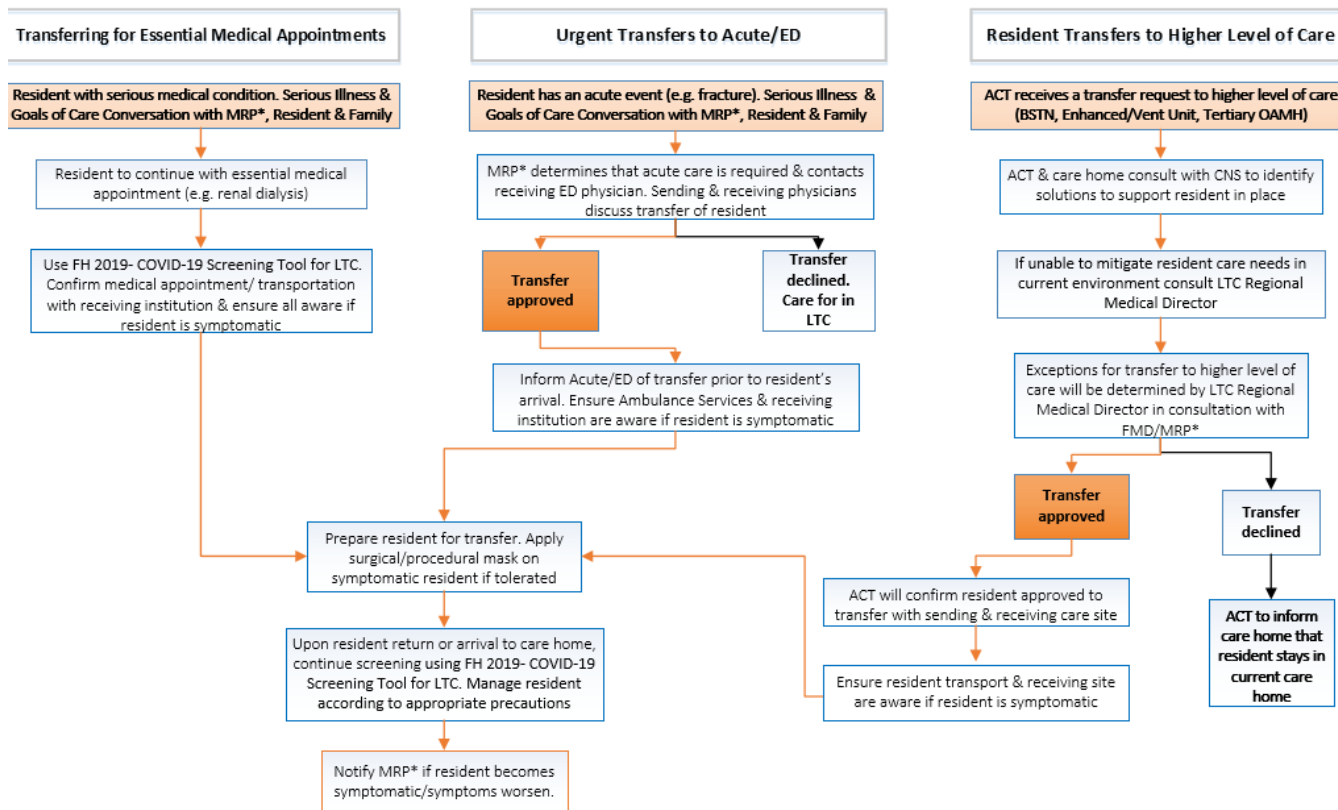 Transferring for Essential Medical Appointments
Resident with serious medical condition. Serious Illness &
Goals of Care Conversation with MRP*, Resident & Family
Resident to continue with essential medical
appointment (e.g. renal dialysis)
Use FH 2019- COVID-19 Screening Tool for LTC.
Confirm medical appointment/ transportation
with receiving institution & ensure all aware if
resident is symptomatic
Urgent Transfers to Acute/ED
Resident has an acute event (e.g. fracture). Serious Illness &
Goals of Care Conversation with MRP*, Resident & Family
MRP* determines that acute care is required & contacts
receiving ED physician. Sending & receiving physicians
discuss transfer of resident
Transfer
approved
Transfer
declined.
Care for in
LTC
Inform Acute/ED of transfer prior to resident's
arrival. Ensure Ambulance Services & receiving
institution are aware if resident is symptomatic
Resident Transfers to Higher Level of Care
ACT receives a transfer request to higher level of care
(BSTN, Enhanced/Vent Unit, Tertiary OAMH)
ACT & care home consult with CNS to identify
solutions to support resident in place
If unable to mitigate resident care needs in
current environment consult LTC Regional
Medical Director
Exceptions for transfer to higher level of
care will be determined by LTC Regional
Medical Director in consultation with
FMD/MRP*
Transfer
approved
Transfer
declined
ACT will confirm resident approved to
transfer with sending & receiving care site
Ensure resident transport & receiving site
are aware if resident is symptomatic
ACT to inform
care home that
resident stays in
current care
home
Prepare resident for transfer. Apply
surgical/procedural mask on
symptomatic resident if tolerated
Upon resident return or arrival to care home,
continue screening using FH 2019- COVID-19
Screening Tool for LTC. Manage resident
according to appropriate precautions
Notify MRP* if resident becomes
symptomatic/symptoms worsen.